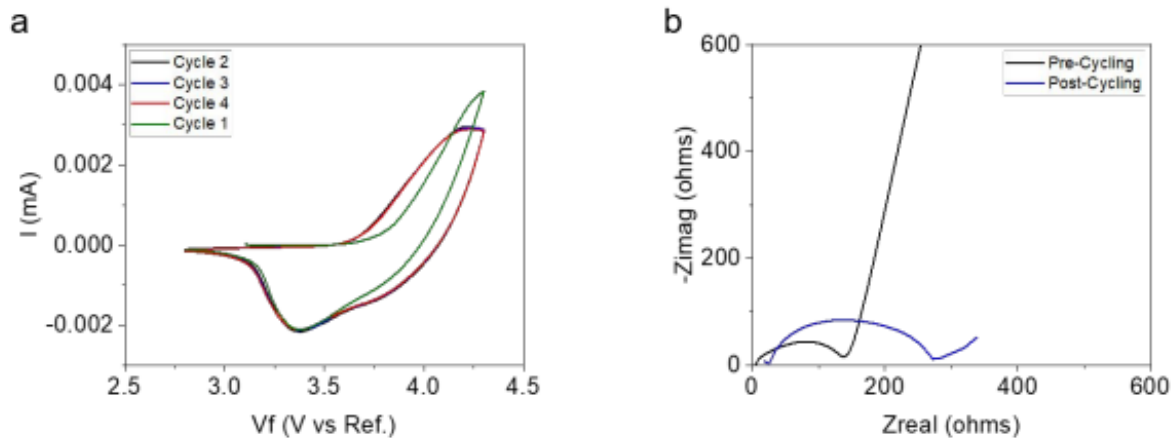 a
Cycle 2
Cycle 3
Cycle 4
Cycle 1
0.004
0.002
0.000
-0.002
I (mA)
2.5 3.0 3.5 4.0 4.5
Vf (V vs Ref.)
b
Pre-Cycling
Post-Cycling
600
400
200
0
-Zimag (ohms)
0 200 400 600
Zreal (ohms)